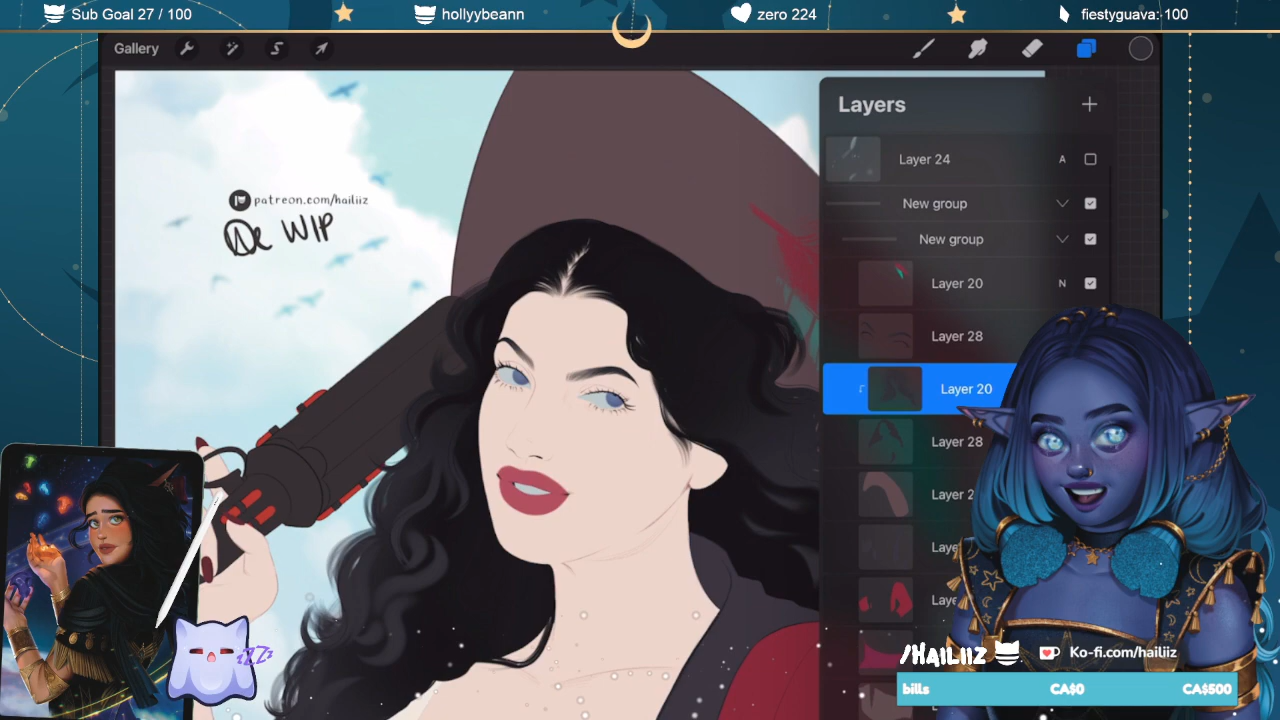 Sub Goal 27 / 100
hollyybeann
zero 224
fiestyguava: 100
Gallery
Layers
Layer 24
A
New group
New group
Layer 20
N
Layer 28
Layer 20
Layer 28
patreon.com/hailiiz
WIP
/HAiLiiZ
Ko-fi.com/hailiiz
bills
CA$0
CA$500